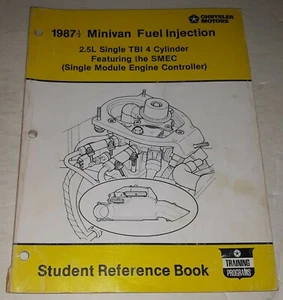 CHRYSLER
MOTORS
1987½ Minivan Fuel Injection
2.5L Single TBI 4 Cylinder
Featuring the SMEC
(Single Module Engine Controller)
Student Reference Book
TRAINING
PROGRAMS